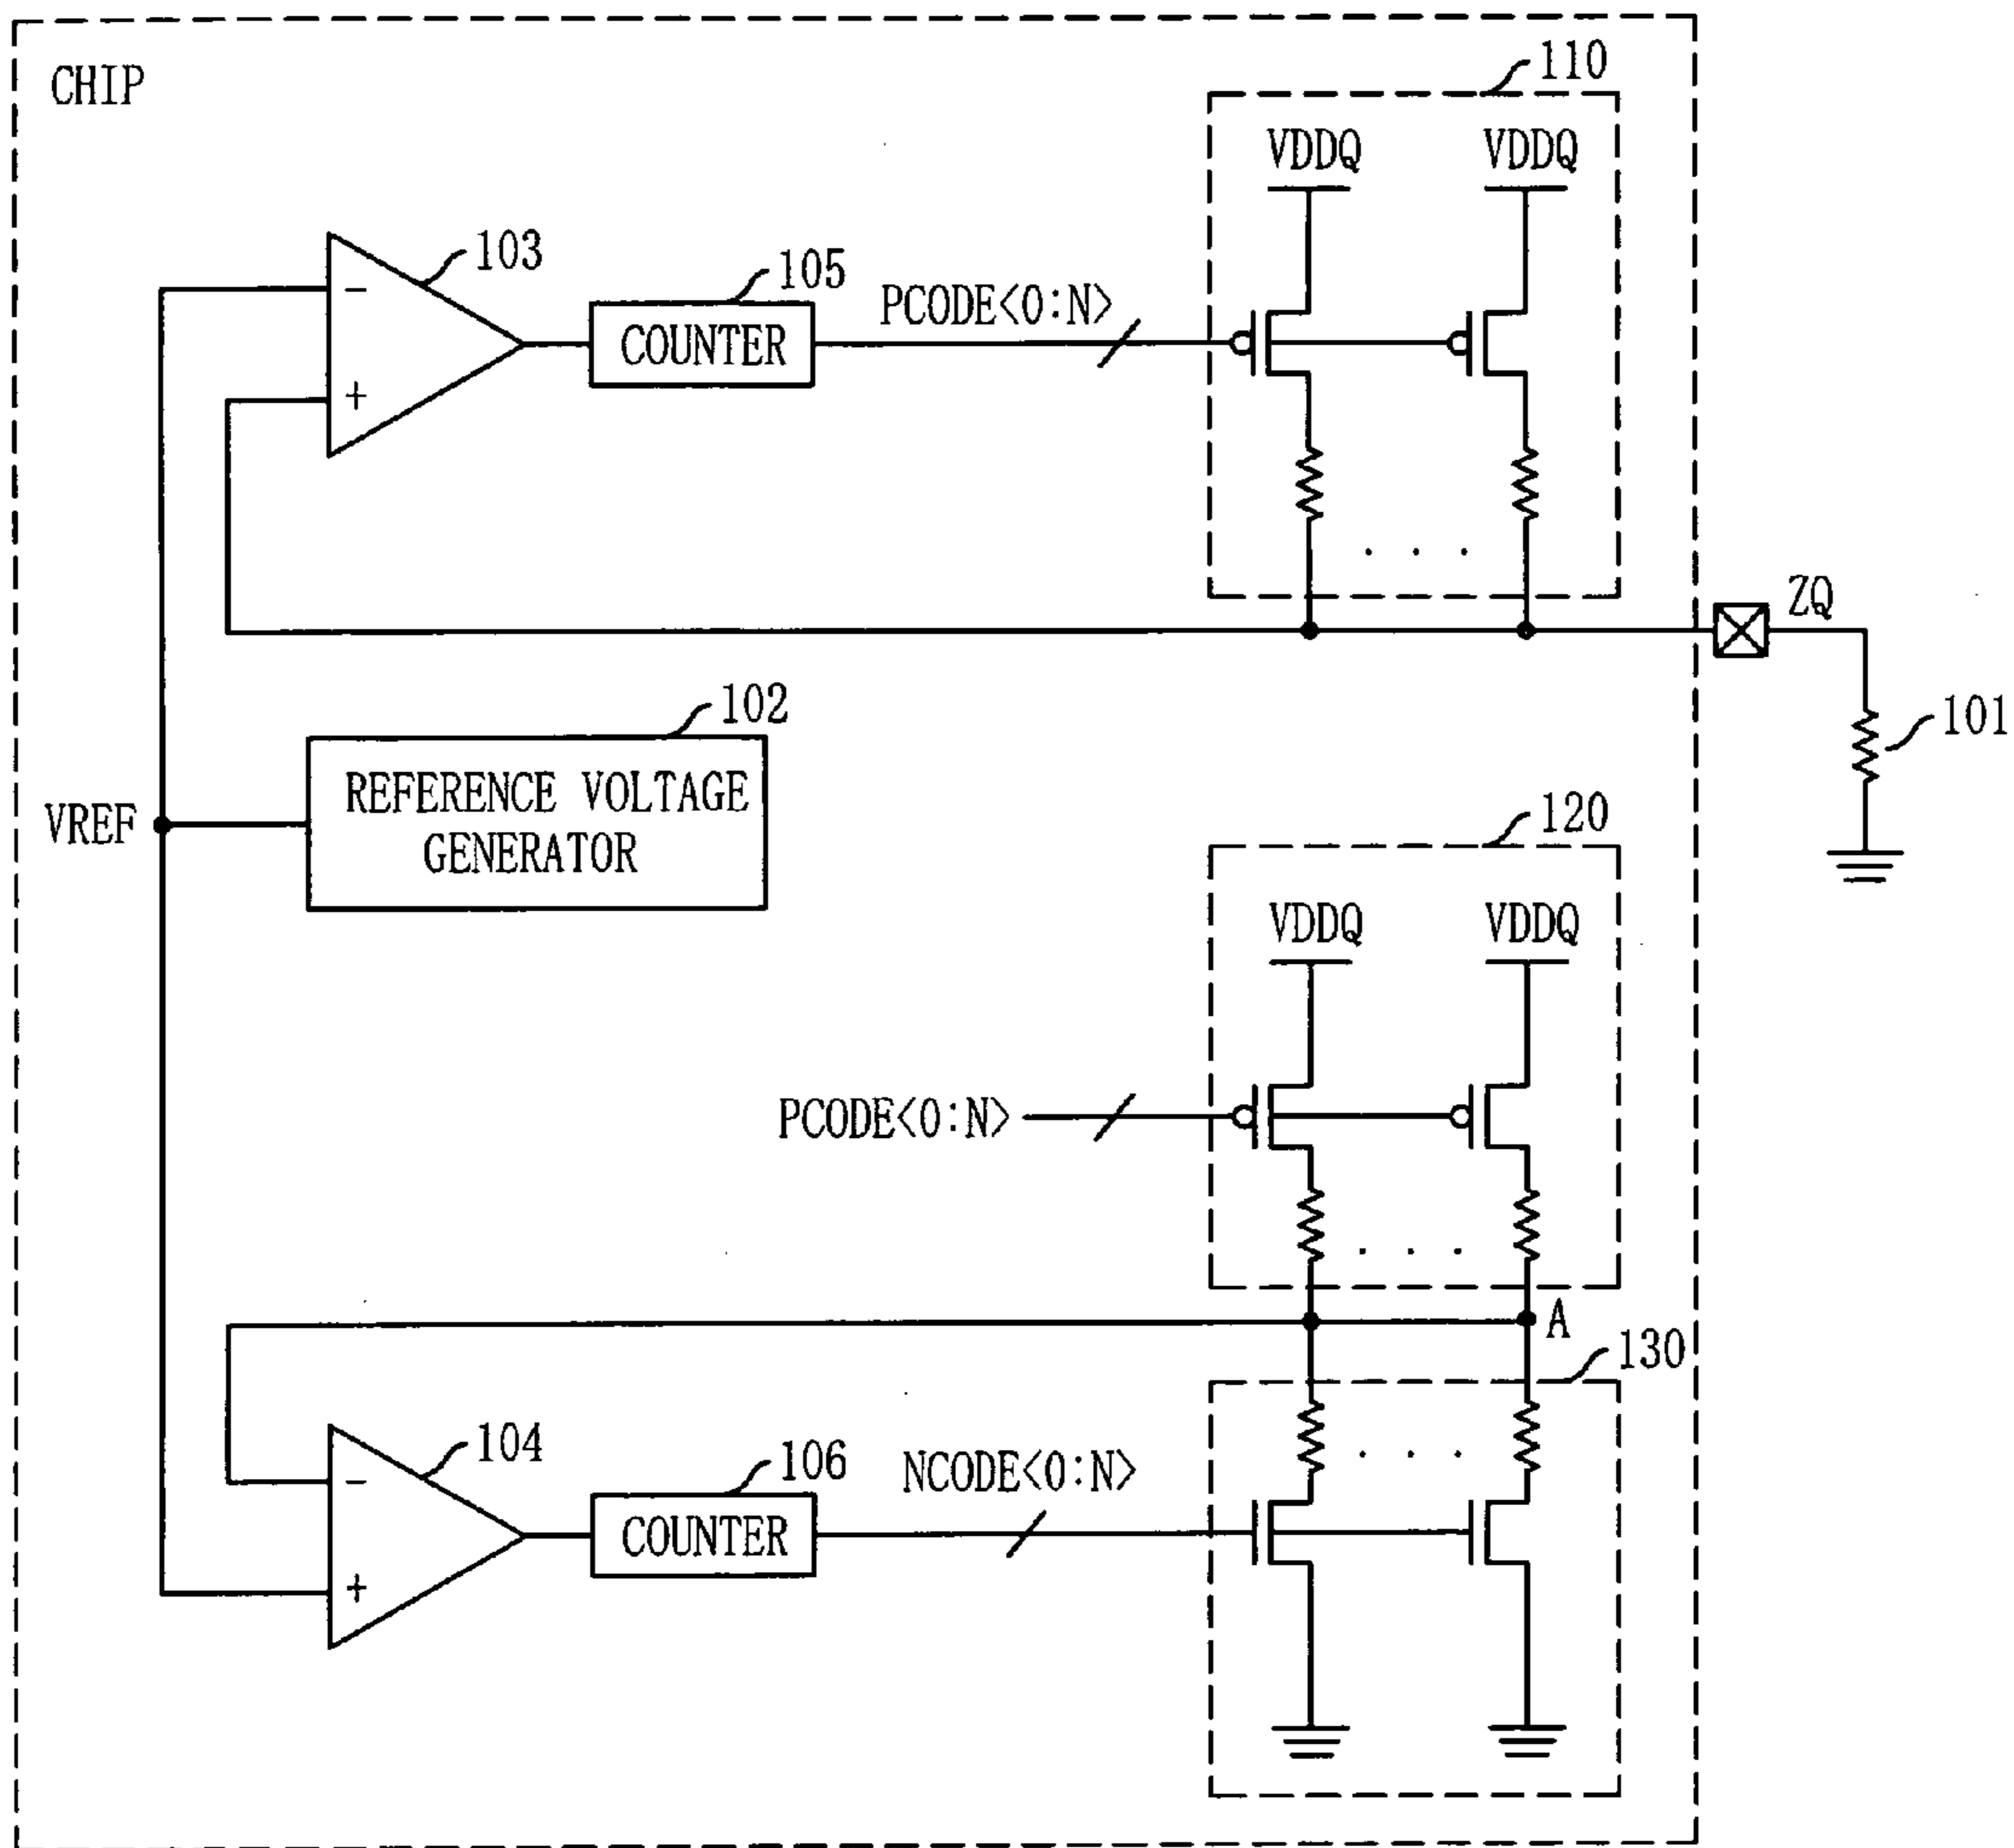 CHIP
110
VDDQ
VDDQ
103
-
+
105
COUNTER
PCODE<0:N>
ZQ
101
102
REFERENCE VOLTAGE
GENERATOR
VREF
120
VDDQ
VDDQ
PCODE<0:N>
A
130
104
-
+
106
COUNTER
NCODE<0:N>